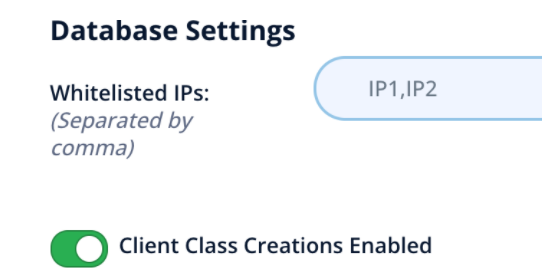 Database Settings
Whitelisted IPs:
IP1,IP2
(Separated by
comma)
Client Class Creations Enabled